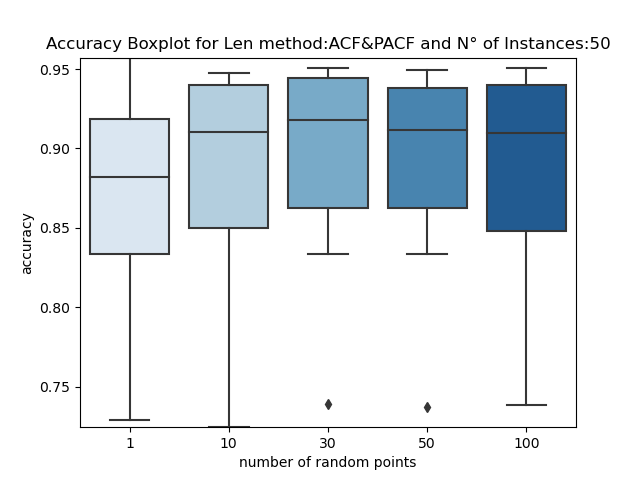 Accuracy Boxplot for Len method:ACF&PACF and N° of Instances:50
0.95
0.90
0.85
0.80
0.75
accuracy
1 10 30 50 100
number of random points